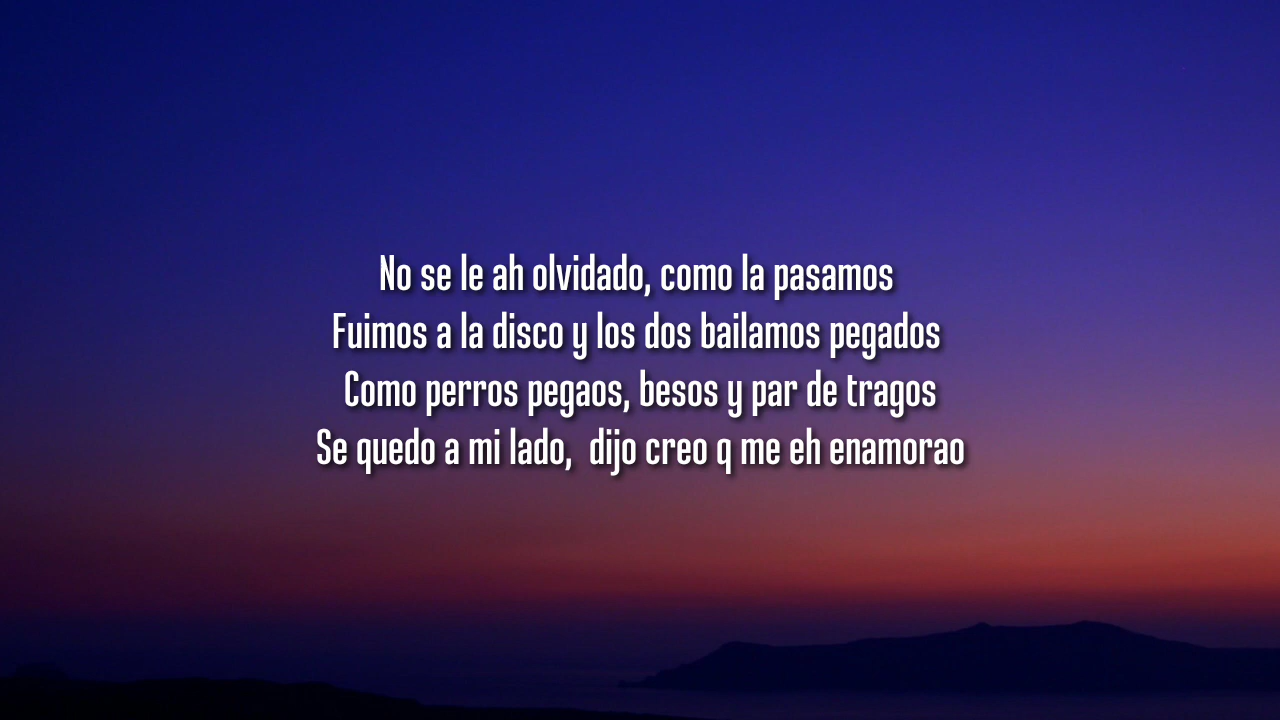 No se le ah olvidado, como la pasamos
Fuimos a la disco y los dos bailamos pegados
Como perros pegaos, besos y par de tragos
Se quedo a mi lado,  dijo creo q me eh enamorao